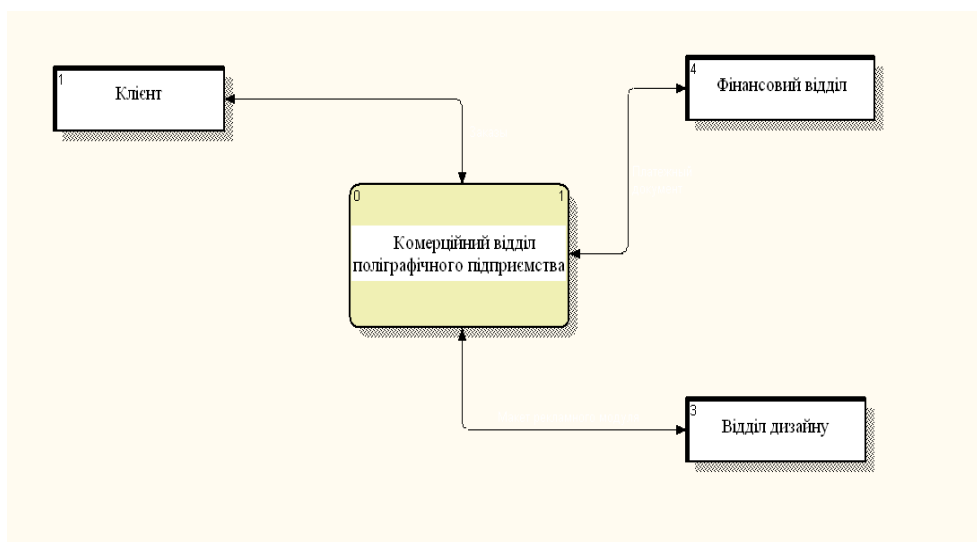 1
Клієнт
4
Фінансовий відділ
0
1
Комерційний відділ
поліграфічного підприємства
3
Відділ дизайну